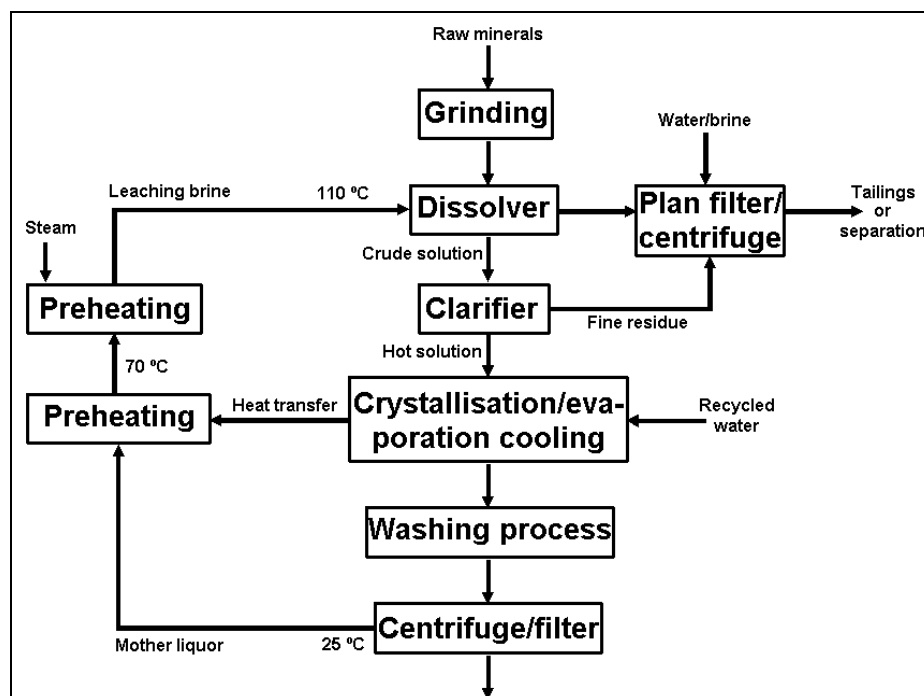 Raw minerals
Grinding
Water/brine
Leaching brine
110 ºC
Dissolver
Plan filter/
centrifuge
Tailings
or
separation
Steam
Crude solution
Preheating
Clarifier
Fine residue
Hot solution
70 ºC
Preheating
Heat transfer
Crystallisation/eva-
poration cooling
Recycled
water
Washing process
Centrifuge/filter
Mother liquor
25 ºC